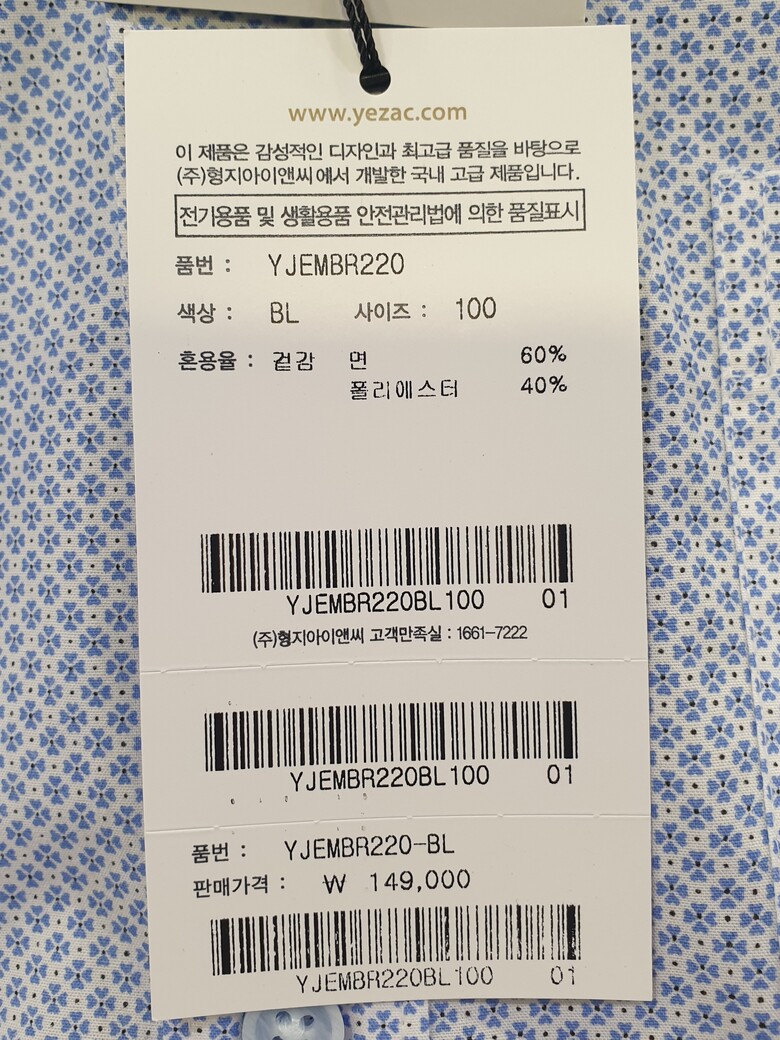 www.yezac.com
이 제품은 감성적인 디자인과 최고급 품질을 바탕으로
(주)형지아이앤씨에서 개발한 국내 고급 제품입니다.
전기용품 및 생활용품 안전관리법에 의한 품질표시
품번 : YJEMBR220
색상 : BL 사이즈 : 100
혼용율 : 겉감 면 60%
폴리에스터 40%
YJEMBR220BL100 01
(주)형지아이앤씨 고객만족실 : 1661-7222
YJEMBR220BL100 01
품번 : YJEMBR220-BL
판매가격 : ₩ 149,000
YJEMBR220BL100 01